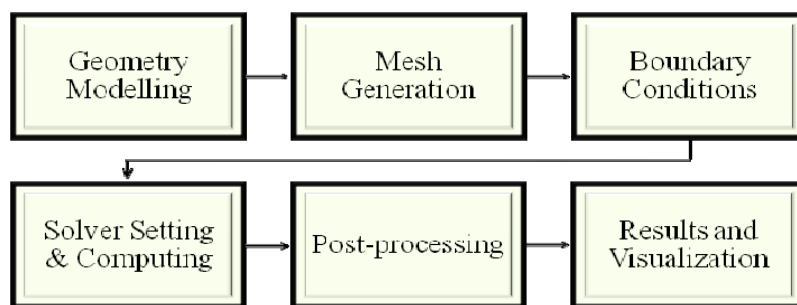 Geometry
Modelling
Mesh
Generation
Boundary
Conditions
Solver Setting
& Computing
Post-processing
Results and
Visualization